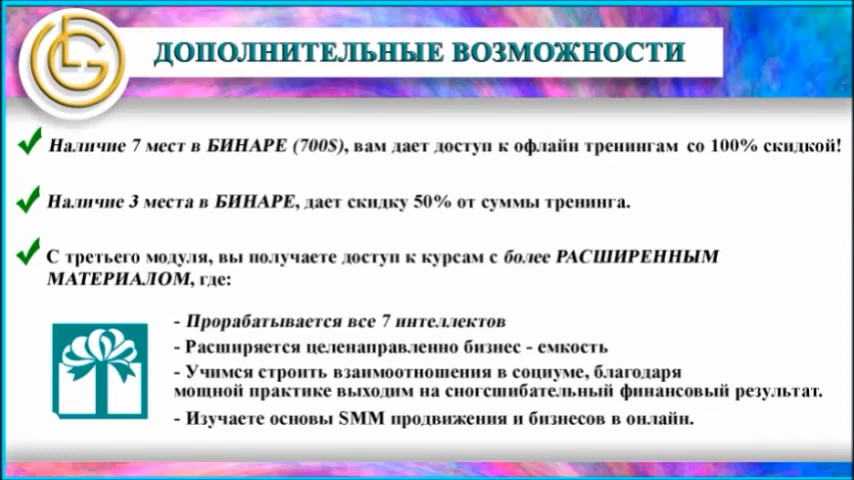 LG
ДОПОЛНИТЕЛЬНЫЕ ВОЗМОЖНОСТИ
Наличие 7 мест в БИНАРЕ (700$), вам дает доступ к офлайн тренингам со 100% скидкой!
Наличие 3 места в БИНАРЕ, дает скидку 50% от суммы тренинга.
С третьего модуля, вы получаете доступ к курсам с более РАСШИРЕННЫМ
МАТЕРИАЛОМ, где:
- Прорабатывается все 7 интеллектов
- Расширяется целенаправленно бизнес - емкость
- Учимся строить взаимоотношения в социуме, благодаря
мощной практике выходим на сногсшибательный финансовый результат.
- Изучаете основы SMM продвижения и бизнесов в онлайн.